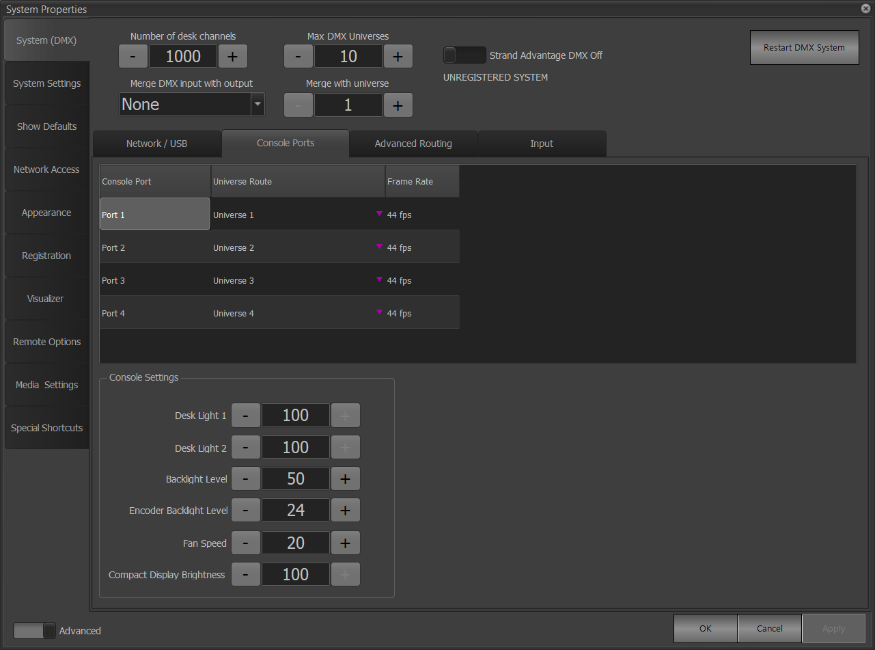 System Properties
System (DMX)
System Settings
Show Defaults
Network Access
Appearance
Registration
Visualizer
Remote Options
Media Settings
Special Shortcuts
Number of desk channels
- 1000 +
Max DMX Universes
- 10 +
Strand Advantage DMX Off
UNREGISTERED SYSTEM
Restart DMX System
Merge DMX input with output
None
Merge with universe
- 1 +
Network / USB
Console Ports
Advanced Routing
Input
Console Port Universe Route Frame Rate
Port 1 Universe 1 44 fps
Port 2 Universe 2 44 fps
Port 3 Universe 3 44 fps
Port 4 Universe 4 44 fps
Console Settings
Desk Light 1 - 100 +
Desk Light 2 - 100 +
Backlight Level - 50 +
Encoder Backlight Level - 24 +
Fan Speed - 20 +
Compact Display Brightness - 100 +
Advanced
OK
Cancel
Apply